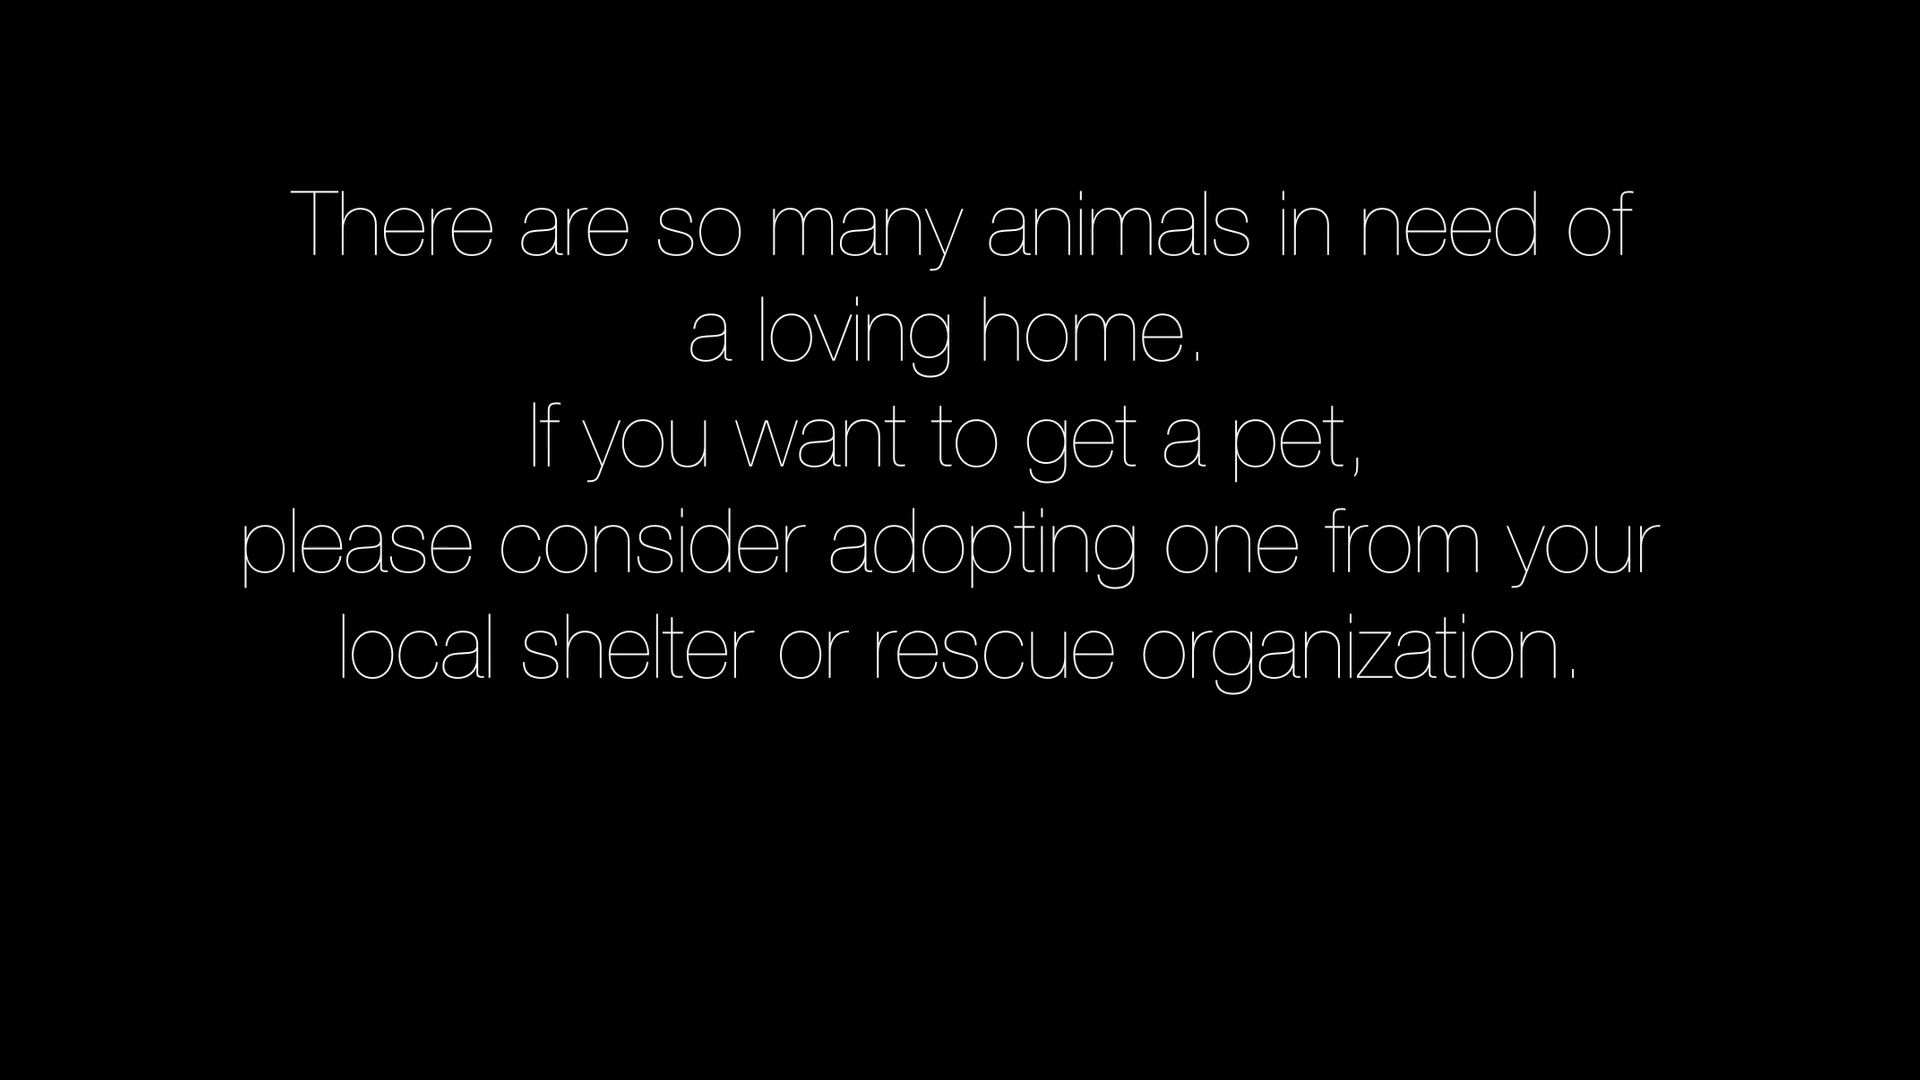 There are so many animals in need of
a loving home.
If you want to get a pet,
please consider adopting one from your
local shelter or rescue organization.